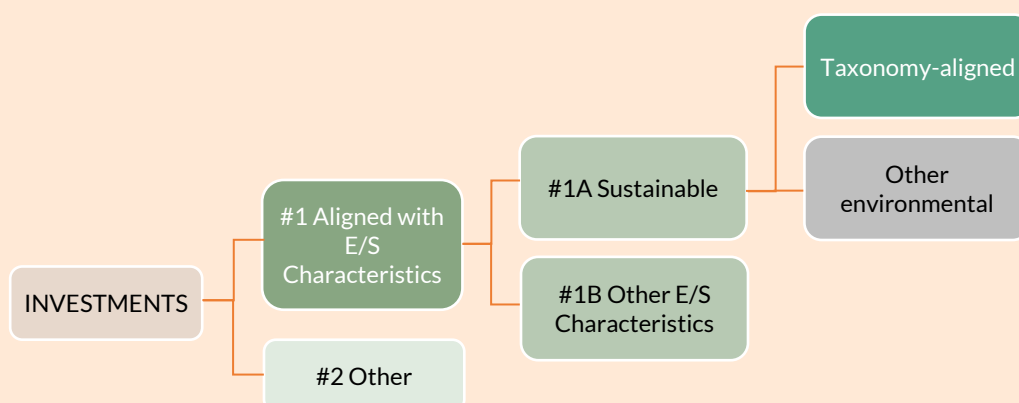 Taxonomy-aligned
#1A Sustainable
Other
environmental
#1 Aligned with
E/S
Characteristics
INVESTMENTS
#1B Other E/S
Characteristics
#2 Other